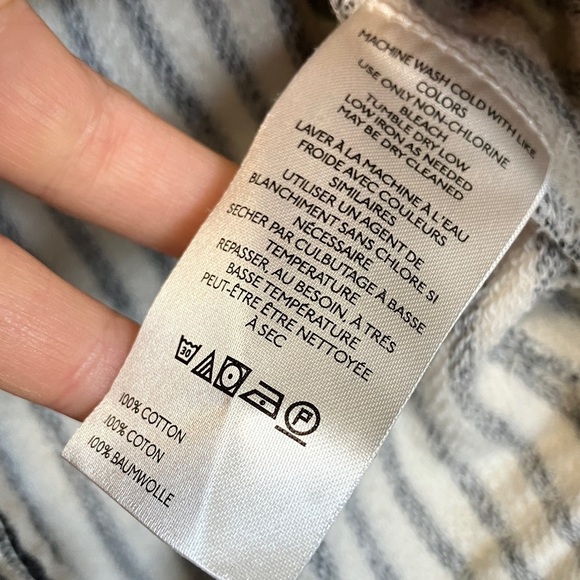 MACHINE WASH COLD WITH LIKE
COLORS
USE ONLY NON-CHLORINE
BLEACH
TUMBLE DRY LOW
LOW IRON AS NEEDED
MAY BE DRY CLEANED
LAVER À LA MACHINE À L'EAU
FROIDE AVEC COULEURS
SIMILAIRES
UTILISER UN AGENT DE
BLANCHIMENT SANS CHLORE SI
NÉCESSAIRE
SECHER PAR CULBUTAGE À BASSE
TEMPERATURE
REPASSER, AU BESOIN, À TRÉS
BASSE TEMPÉRATURE
PEUT-ÊTRE ÊTRE NETTOYÉE
À SEC
30 F
100% COTTON
100% COTON
100% BAUMWOLLE